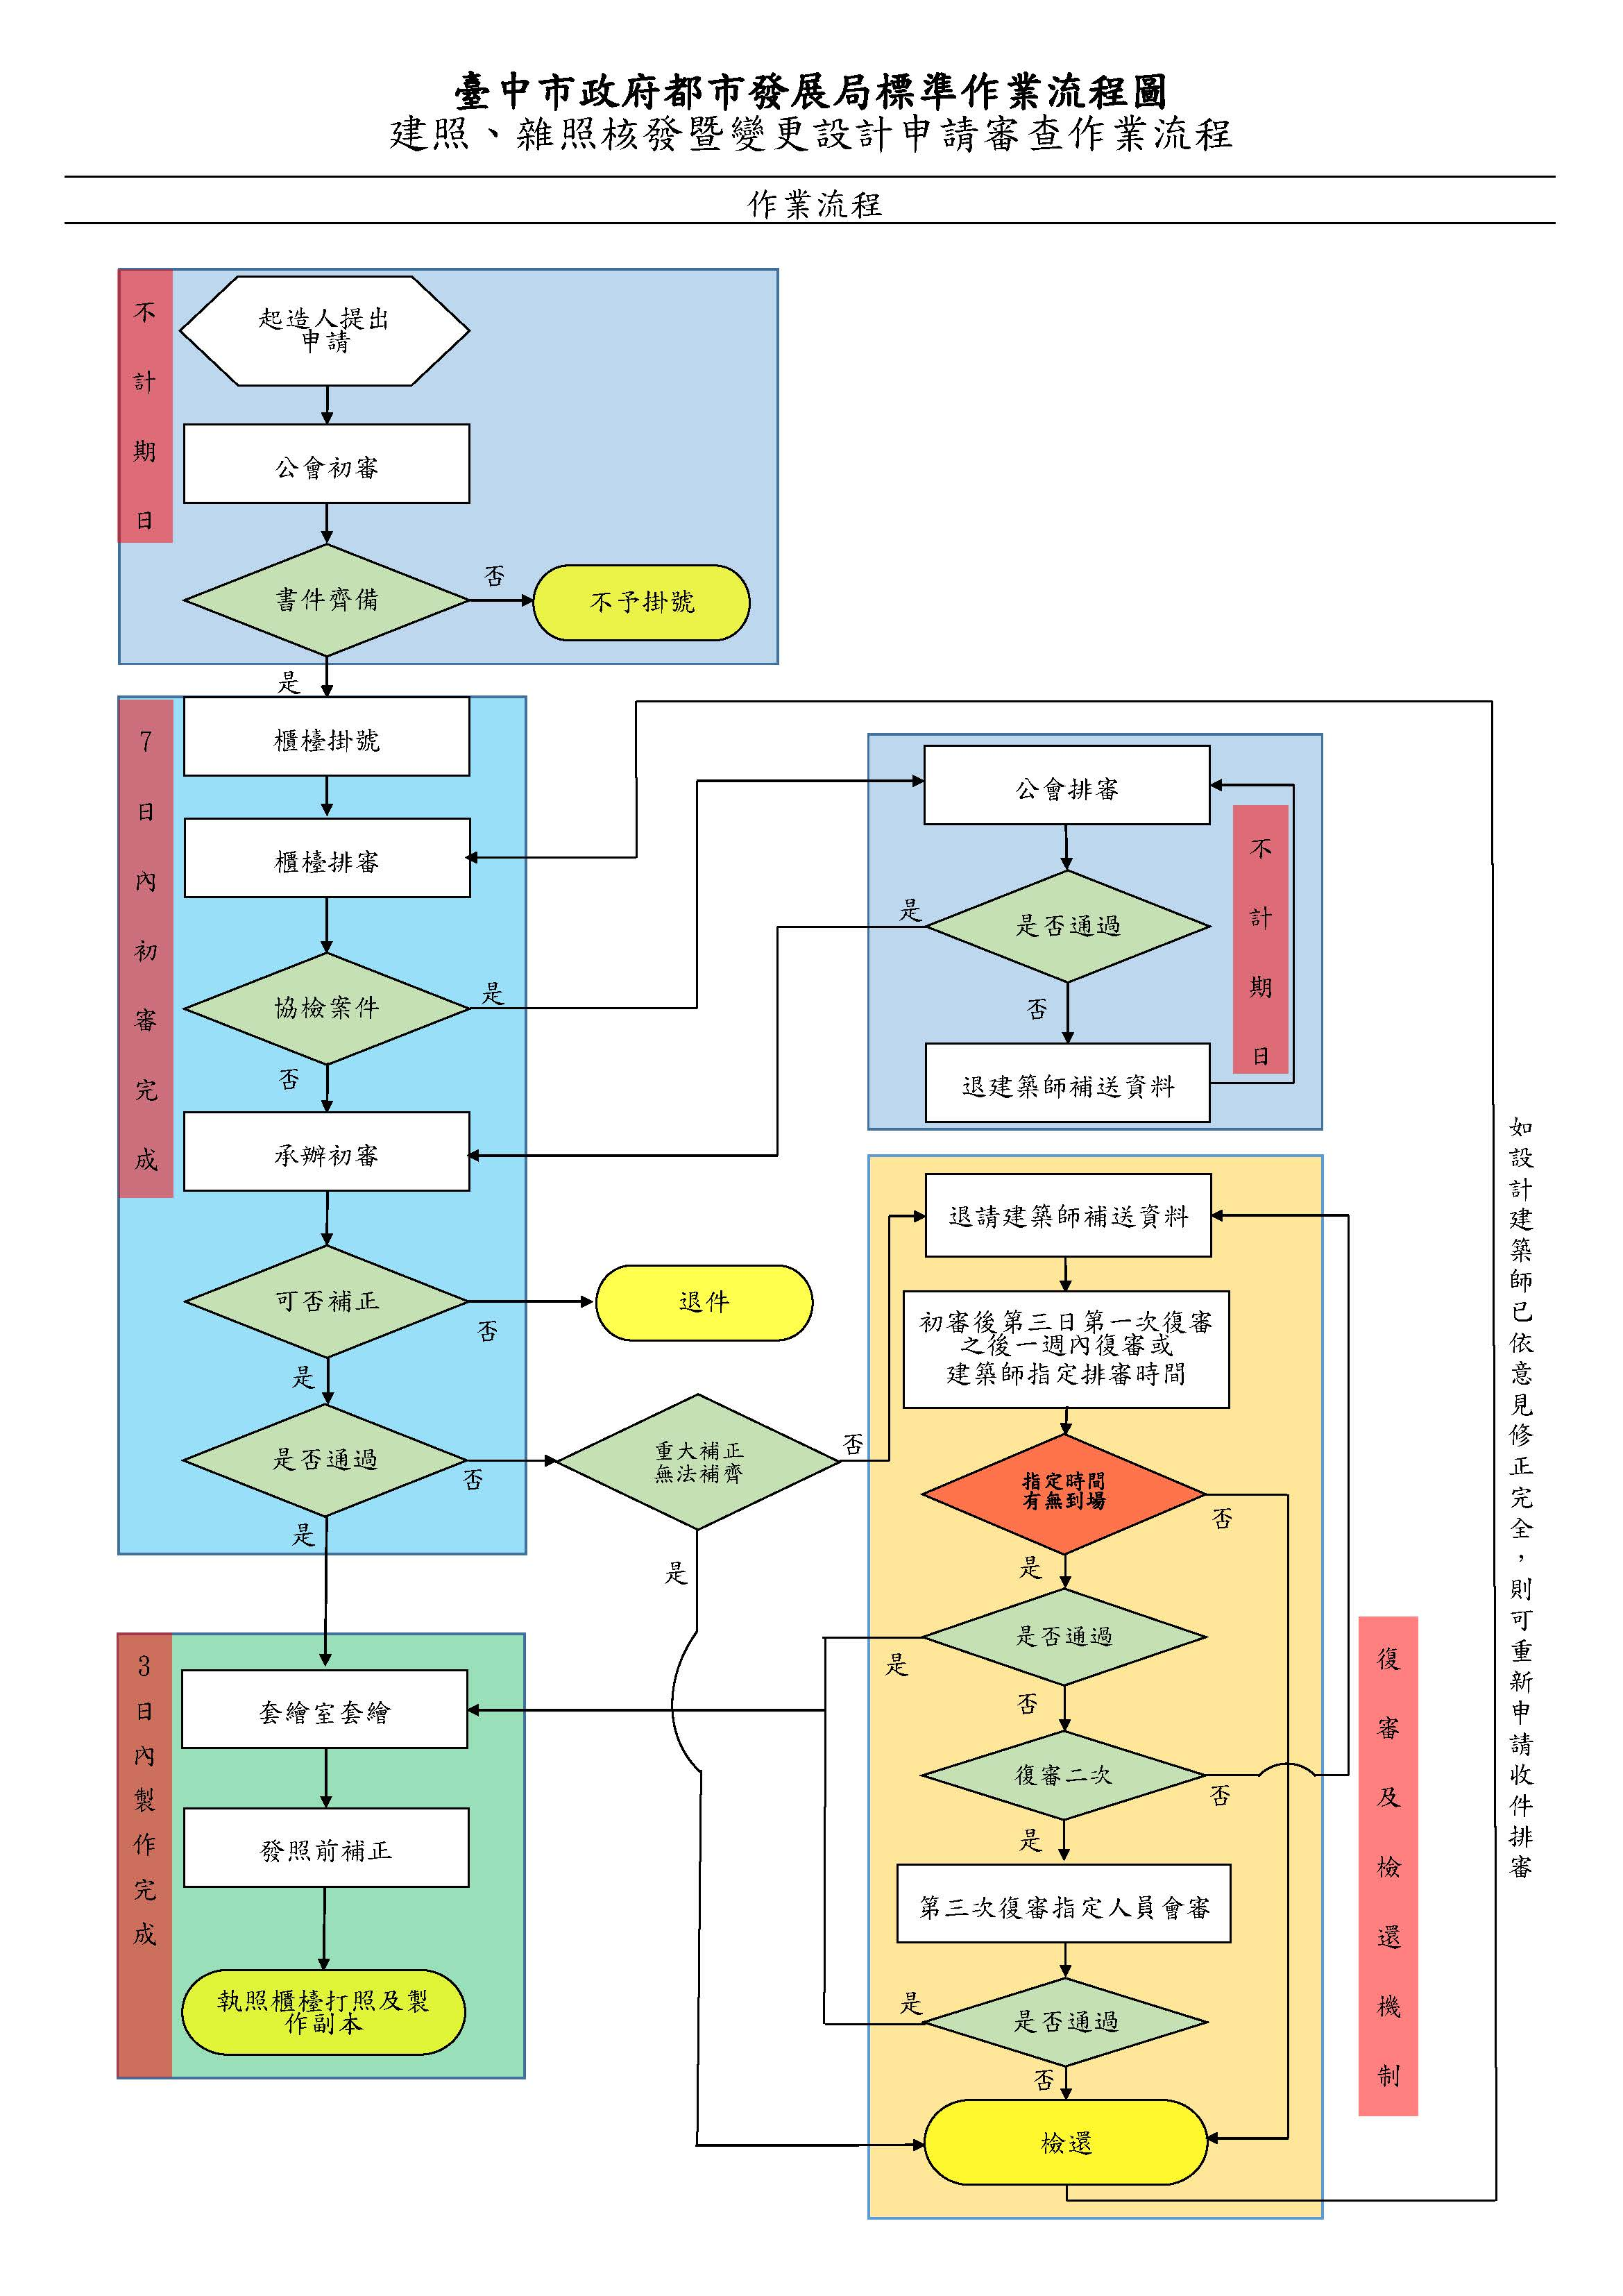 臺中市政府都市發展局標準作業流程圖
建照、雜照核發暨變更設計申請審查作業流程
作業流程
不計期日
起造人提出
申請
公會初審
書件齊備
否
不予掛號
是
7日內初審完成
櫃檯掛號
櫃檯排審
協檢案件
是
否
承辦初審
可否補正
否
退件
是
是否通過
否
是
公會排審
不計期日
是否通過
是
否
退建築師補送資料
重大補正
無法補齊
否
是
退請建築師補送資料
初審後第三日第一次復審
之後一週內復審或
建築師指定排審時間
指定時間
有無到場
否
是
是否通過
是
否
復審二次
否
是
第三次復審指定人員會審
是否通過
是
否
檢還
復審及檢還機制
如設計建築師已依意見修正完全，則可重新申請收件排審
3日內製作完成
套繪室套繪
發照前補正
執照櫃檯打照及製
作副本